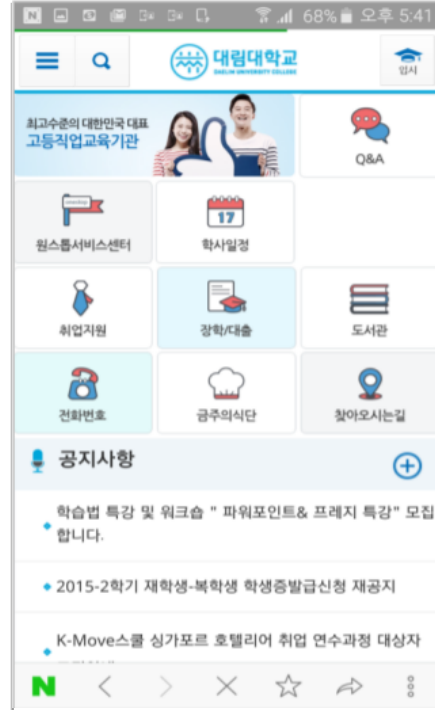 68% 오후 5:41
대림대학교
DAELIM UNIVERSITY COLLEGE
입시
최고수준의 대한민국 대표
고등직업교육기관
Q&A
원스톱서비스센터
17
학사일정
취업지원
장학/대출
도서관
전화번호
금주의식단
찾아오시는길
공지사항
학습법 특강 및 워크숍 " 파워포인트& 프레지 특강" 모집
합니다.
2015-2학기 재학생-복학생 학생증발급신청 재공지
K-Move스쿨 싱가포르 호텔리어 취업 연수과정 대상자
N